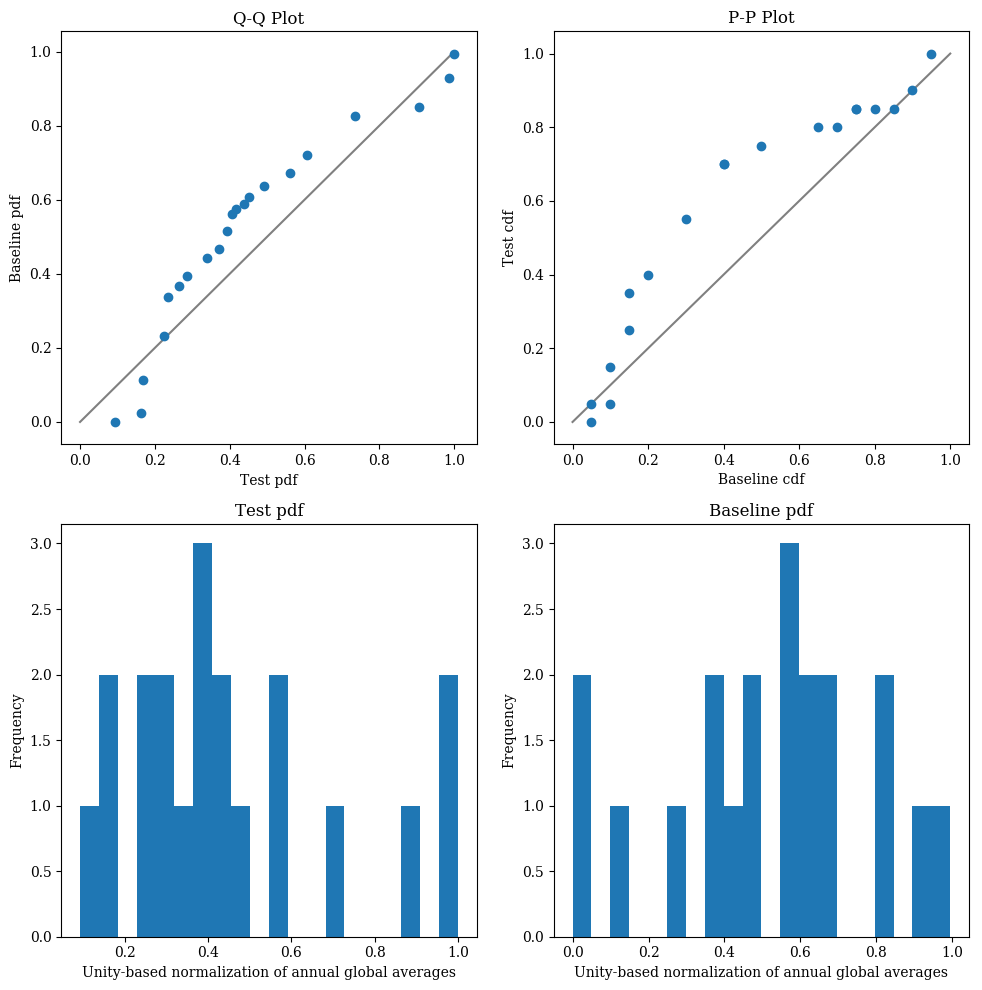 Q-Q Plot
1.0
0.8
0.6
0.4
0.2
0.0
Baseline pdf
0.0 0.2 0.4 0.6 0.8 1.0
Test pdf
P-P Plot
1.0
0.8
0.6
0.4
0.2
0.0
Test cdf
0.0 0.2 0.4 0.6 0.8 1.0
Baseline cdf
Test pdf
3.0
2.5
2.0
1.5
1.0
0.5
0.0
Frequency
0.2 0.4 0.6 0.8 1.0
Unity-based normalization of annual global averages
Baseline pdf
3.0
2.5
2.0
1.5
1.0
0.5
0.0
Frequency
0.0 0.2 0.4 0.6 0.8 1.0
Unity-based normalization of annual global averages